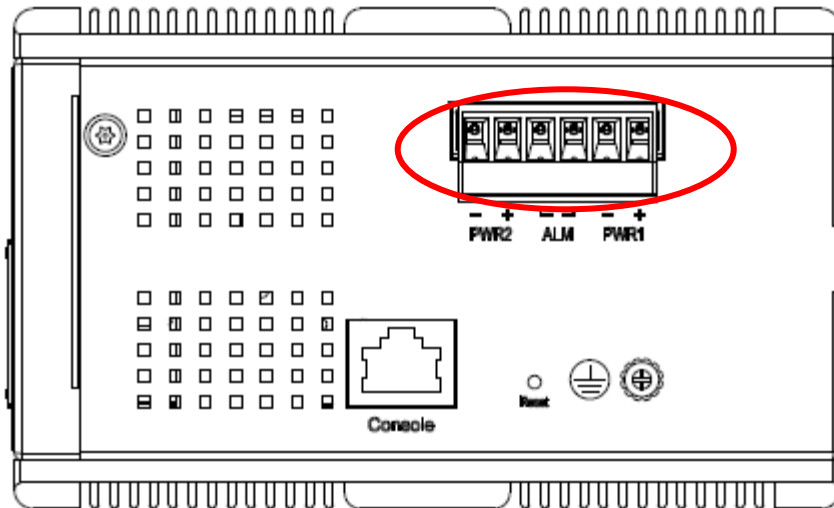 - + - - - +
PWR2 ALM PWR1
Reset
Console